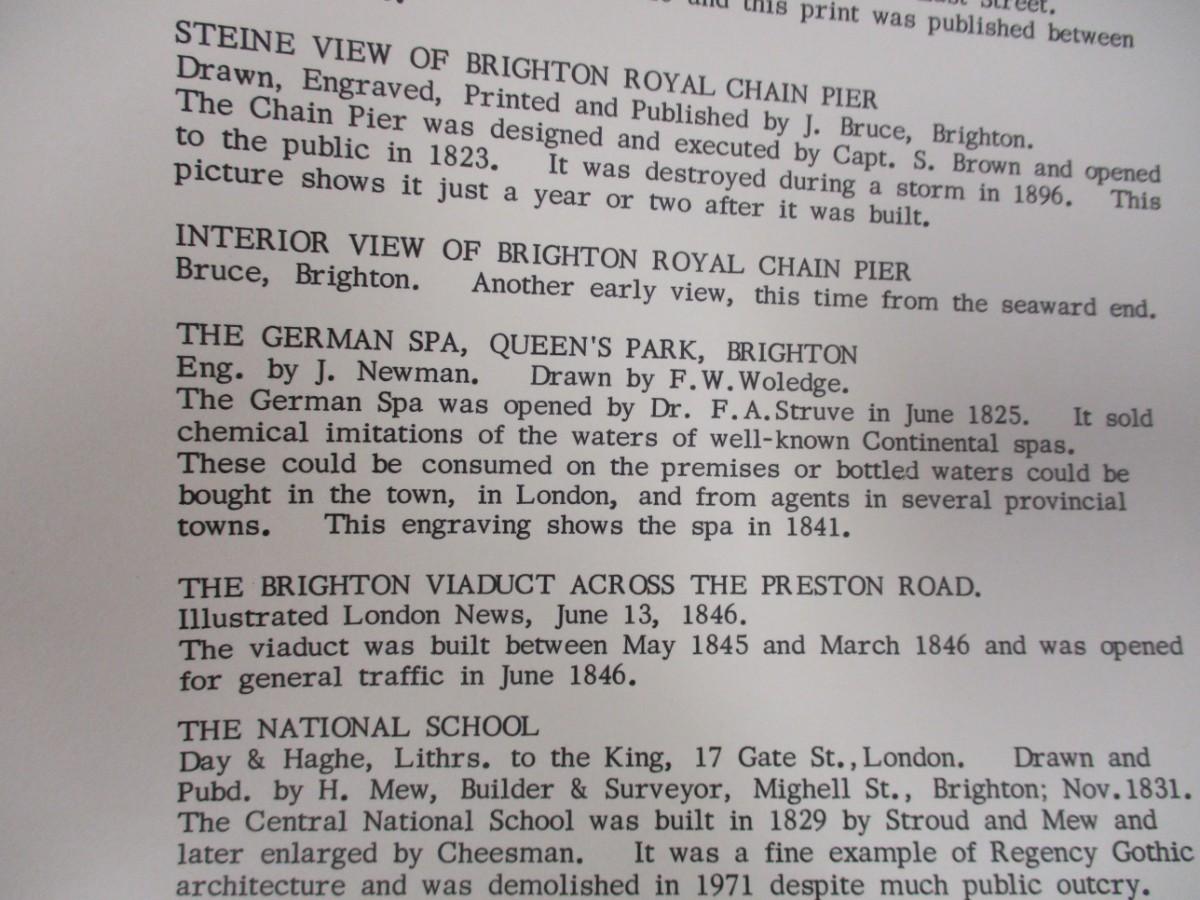 Street.
and this print was published between
STEINE VIEW OF BRIGHTON ROYAL CHAIN PIER
Drawn, Engraved, Printed and Published by J. Bruce, Brighton.
The Chain Pier was designed and executed by Capt. S. Brown and opened
to the public in 1823. It was destroyed during a storm in 1896. This
picture shows it just a year or two after it was built.
INTERIOR VIEW OF BRIGHTON ROYAL CHAIN PIER
Bruce, Brighton. Another early view, this time from the seaward end.
THE GERMAN SPA, QUEEN'S PARK, BRIGHTON
Eng. by J. Newman. Drawn by F.W.Woledge.
The German Spa was opened by Dr. F.A.Struve in June 1825. It sold
chemical imitations of the waters of well-known Continental spas.
These could be consumed on the premises or bottled waters could be
bought in the town, in London, and from agents in several provincial
towns. This engraving shows the spa in 1841.
THE BRIGHTON VIADUCT ACROSS THE PRESTON ROAD.
Illustrated London News, June 13, 1846.
The viaduct was built between May 1845 and March 1846 and was opened
for general traffic in June 1846.
THE NATIONAL SCHOOL
Day & Haghe, Lithrs. to the King, 17 Gate St.,London. Drawn and
Pubd. by H. Mew, Builder & Surveyor, Mighell St., Brighton; Nov.1831.
The Central National School was built in 1829 by Stroud and Mew and
later enlarged by Cheesman. It was a fine example of Regency Gothic
architecture and was demolished in 1971 despite much public outcry.